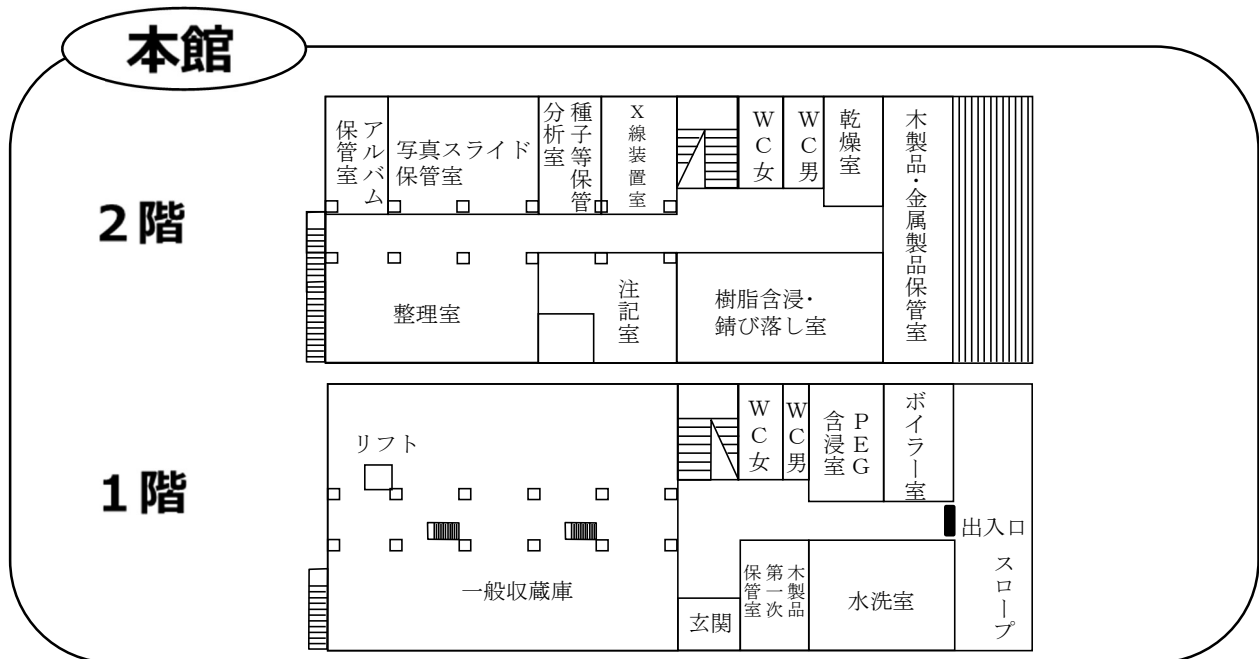 本館
2階
アルバム
保管室
写真スライド
保管室
種子等保管
分析室
X線装置室
WC女
WC男
乾燥室
木製品・金属製品保管室
整理室
注記室
樹脂含浸・
錆び落し室
1階
リフト
一般収蔵庫
WC女
WC男
PEG
含浸室
ボイラー室
出入口
スロープ
玄関
木製品
第一次
保管室
水洗室